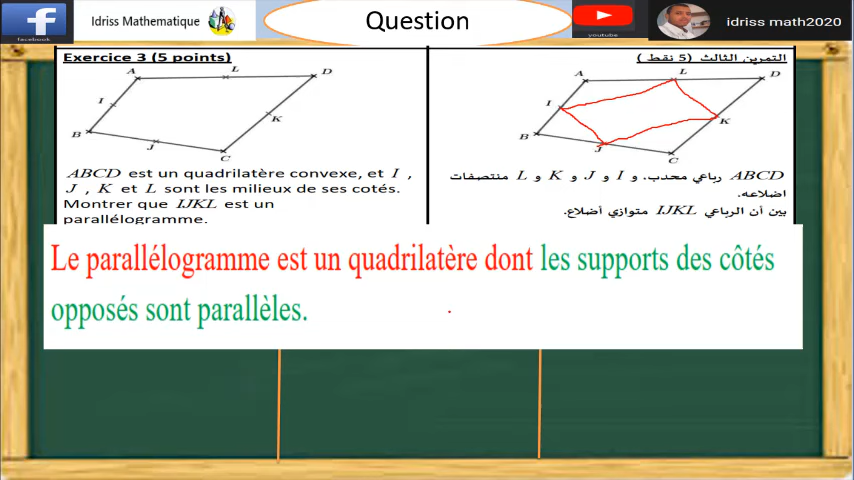 facebook
Idriss Mathematique
Question
youtube
idriss math2020
Exercice 3 (5 points)
A
L
D
I
K
B
J
C
ABCD est un quadrilatère convexe, et I ,
J , K et L sont les milieux de ses cotés.
Montrer que IJKL est un
parallélogramme.
التمرين الثالث (5 نقط )
A
L
D
I
K
B
J
C
ABCD رباعي محدب. و I و J و K و L منتصفات
اضلاعه.
بين أن الرباعي IJKL متوازي أضلاع.
Le parallélogramme est un quadrilatère dont les supports des côtés
opposés sont parallèles.